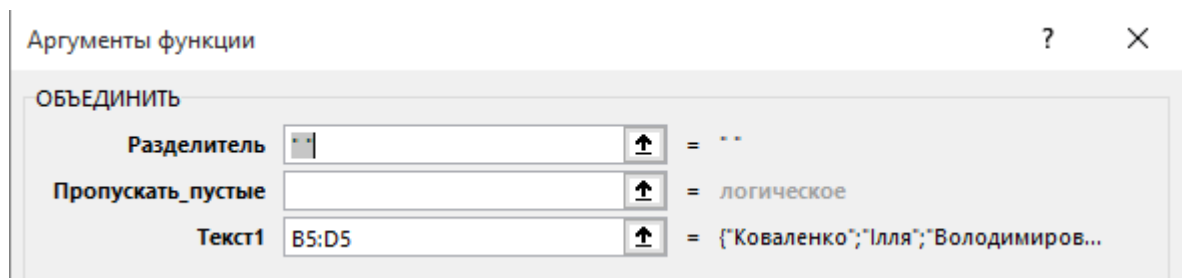 Аргументы функции ? ×
ОБЪЕДИНИТЬ
Разделитель " " = " "
Пропускать_пустые = логическое
Текст1 B5:D5 = {"Коваленко";"Ілля";"Володимиров...